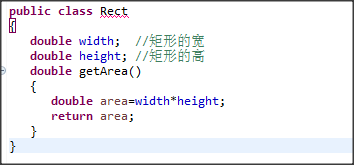 public class Rect
{
double width;  //矩形的宽
double height; //矩形的高
double getArea()
{
double area=width*height;
return area;
}
}